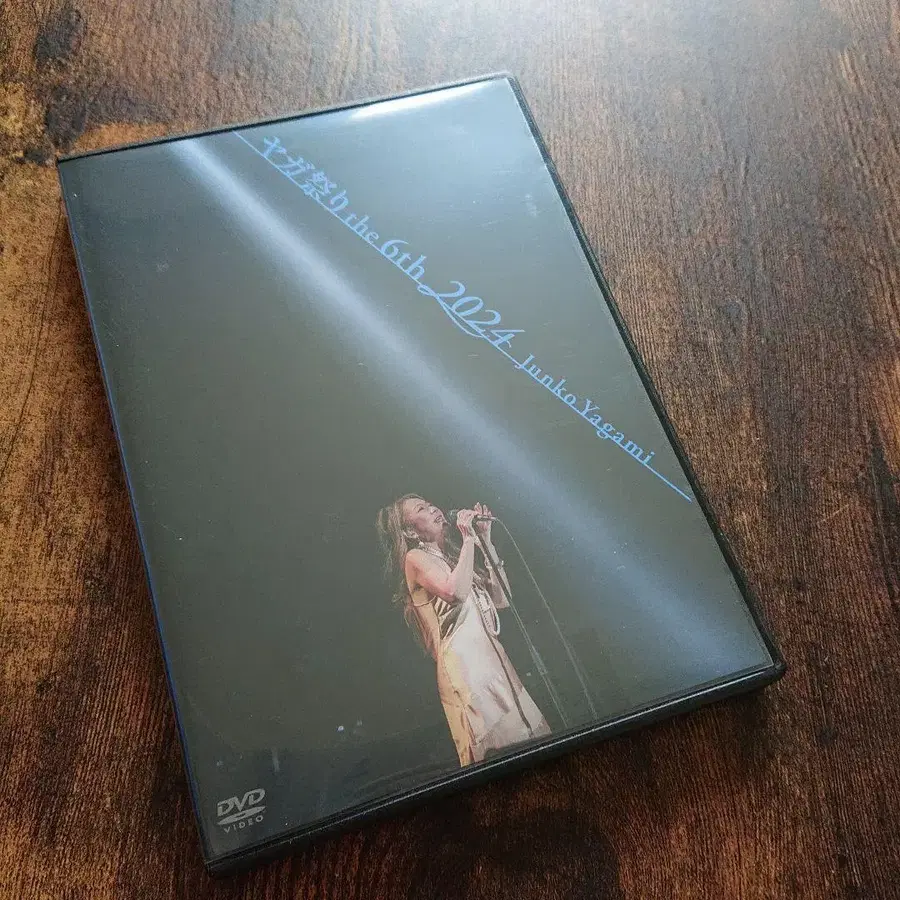 ヤガ祭り the 6th 2024 Junko Yagami
DVD
VIDEO